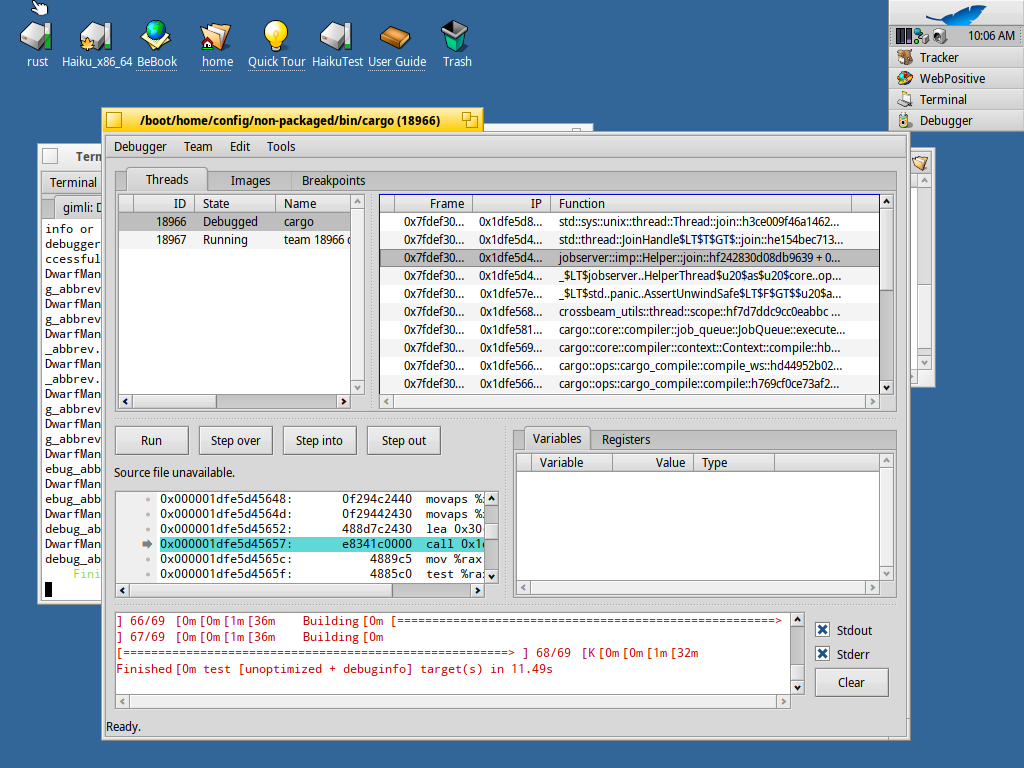 rust
Haiku_x86_64
BeBook
home
Quick Tour
HaikuTest
User Guide
Trash
10:06 AM
Tracker
WebPositive
Terminal
Debugger
/boot/home/config/non-packaged/bin/cargo (18966)
Debugger Team Edit Tools
Threads Images Breakpoints
ID State Name
18966 Debugged cargo
18967 Running team 18966
Frame IP Function
0x7fdef30... 0x1dfe5d8... std::sys::unix::thread::Thread::join::h3ce009f46a1462...
0x7fdef30... 0x1dfe5d4... std::thread::JoinHandle$LT$T$GT$::join::he154bec713...
0x7fdef30... 0x1dfe5d4... jobserver::imp::Helper::join::hf242830d08db9639 + 0...
0x7fdef30... 0x1dfe5d4... _$LT$jobserver..HelperThread$u20$as$u20$core..op...
0x7fdef30... 0x1dfe57e... _$LT$std..panic..AssertUnwindSafe$LT$F$GT$$u20$a...
0x7fdef30... 0x1dfe568... crossbeam_utils::thread::scope::hf7d7ddc9cc0eabbc ...
0x7fdef30... 0x1dfe581... cargo::core::compiler::job_queue::JobQueue::execute...
0x7fdef30... 0x1dfe569... cargo::core::compiler::context::Context::compile::hb...
0x7fdef30... 0x1dfe566... cargo::ops::cargo_compile::compile_ws::hd44952b02...
0x7fdef30... 0x1dfe566... cargo::ops::cargo_compile::compile::h769cf0ce73af2...
Run Step over Step into Step out
Source file unavailable.
0x000001dfe5d45648: 0f294c2440 movaps %
0x000001dfe5d4564d: 0f29442430 movaps %
0x000001dfe5d45652: 488d7c2430 lea 0x30
0x000001dfe5d45657: e8341c0000 call 0x1
0x000001dfe5d4565c: 4889c5 mov %rax
0x000001dfe5d4565f: 4885c0 test %ra
Variables Registers
Variable Value Type
] 66/69 [0m[0m[1m[36m Building[0m [=====================================================>
] 67/69 [0m[0m[1m[36m Building[0m
[======================================================> ] 68/69 [K[0m[0m[1m[32m
Finished[0m test [unoptimized + debuginfo] target(s) in 11.49s
Stdout
Stderr
Clear
Ready.
Term
Terminal
gimli: D
info or
debugger
ccessful
DwarfMan
g_abbrev
DwarfMan
g_abbrev
DwarfMan
_abbrev.
DwarfMan
_abbrev.
DwarfMan
g_abbrev
DwarfMan
g_abbrev
DwarfMan
ebug_abb
DwarfMan
ebug_abb
DwarfMan
debug_ab
DwarfMan
debug_ab
Fini